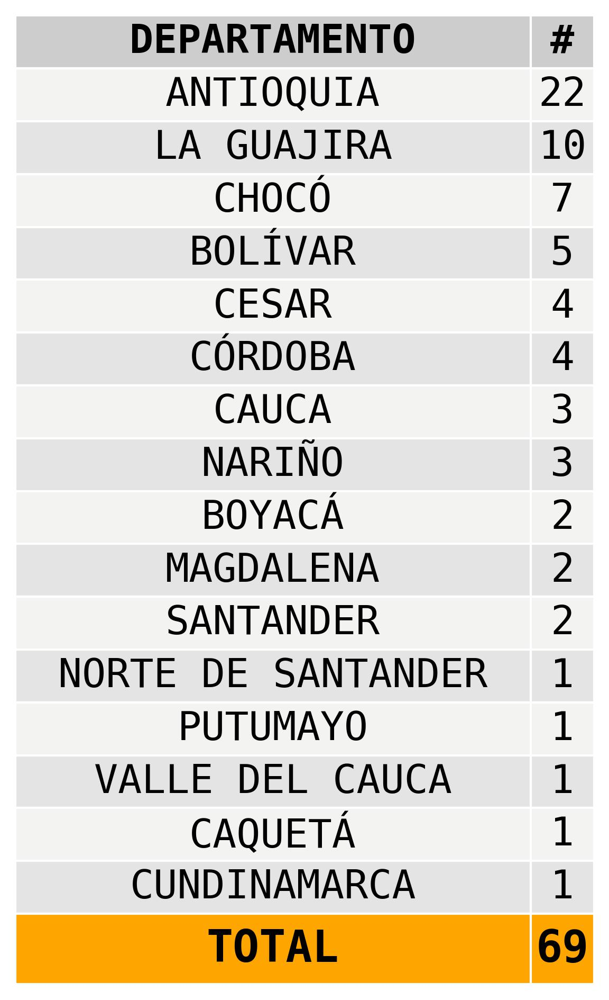 DEPARTAMENTO #
ANTIOQUIA 22
LA GUAJIRA 10
CHOCÓ 7
BOLÍVAR 5
CESAR 4
CÓRDOBA 4
CAUCA 3
NARIÑO 3
BOYACÁ 2
MAGDALENA 2
SANTANDER 2
NORTE DE SANTANDER 1
PUTUMAYO 1
VALLE DEL CAUCA 1
CAQUETÁ 1
CUNDINAMARCA 1
TOTAL 69